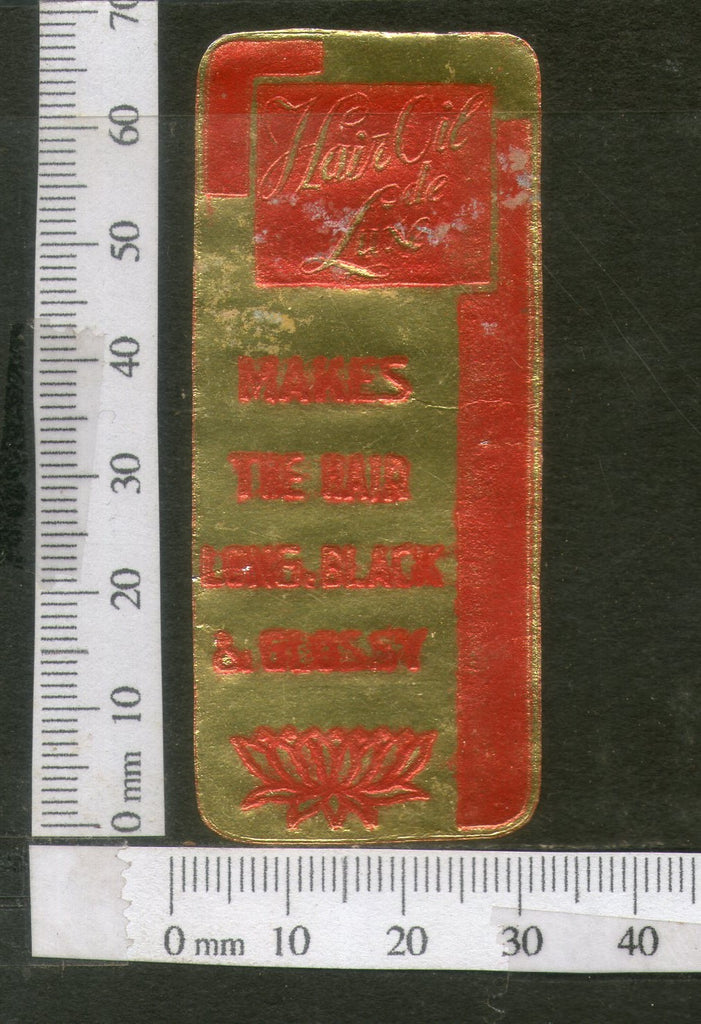 Hair Oil
de
Luxe
MAKES
THE HAIR
LONG, BLACK
& GLOSSY
70
60
50
40
30
20
10
0 mm
0 mm 10 20 30 40